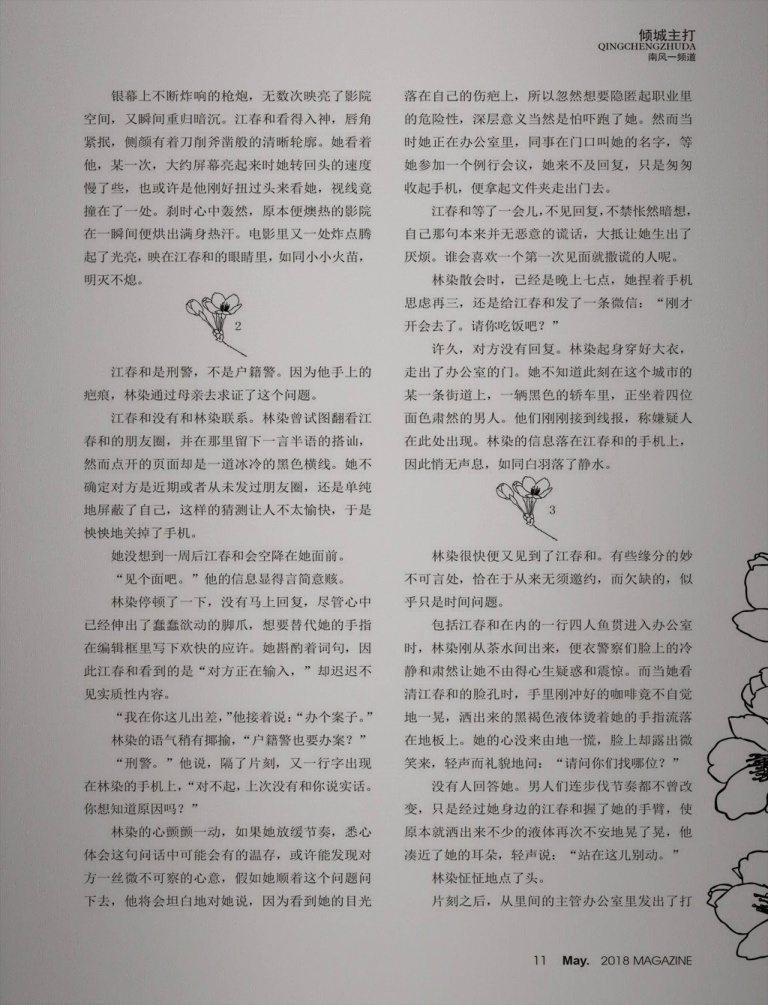 倾城主打
QINGCHENGZHUDA
南风一频道
银幕上不断炸响的枪炮，无数次映亮了影院
空间，又瞬间重归暗沉。江春和看得入神，唇角
紧抿，侧颜有着刀削斧凿般的清晰轮廓。她看着
他，某一次，大约屏幕亮起来时她转回头的速度
慢了些，也或许是他刚好扭过头来看她，视线竟
撞在了一处。刹时心中轰然，原本便燠热的影院
在一瞬间便烘出满身热汗。电影里又一处炸点腾
起了光亮，映在江春和的眼睛里，如同小小火苗，
明灭不熄。
2
江春和是刑警，不是户籍警。因为他手上的
疤痕，林染通过母亲去求证了这个问题。
江春和没有和林染联系。林染曾试图翻看江
春和的朋友圈，并在那里留下一言半语的搭讪，
然而点开的页面却是一道冰冷的黑色横线。她不
确定对方是近期或者从未发过朋友圈，还是单纯
地屏蔽了自己，这样的猜测让人不太愉快，于是
怏怏地关掉了手机。
她没想到一周后江春和会空降在她面前。
“见个面吧。”他的信息显得言简意赅。
林染停顿了一下，没有马上回复，尽管心中
已经伸出了蠢蠢欲动的脚爪，想要替代她的手指
在编辑框里写下欢快的应许。她斟酌着词句，因
此江春和看到的是“对方正在输入，”却迟迟不
见实质性内容。
“我在你这儿出差，”他接着说：“办个案子。”
林染的语气稍有揶揄，“户籍警也要办案？”
“刑警。”他说，隔了片刻，又一行字出现
在林染的手机上，“对不起，上次没有和你说实话。
你想知道原因吗？”
林染的心颤颤一动，如果她放缓节奏，悉心
体会这句问话中可能会有的温存，或许能发现对
方一丝微不可察的心意，假如她顺着这个问题问
下去，他将会坦白地对她说，因为看到她的目光
落在自己的伤疤上，所以忽然想要隐匿起职业里
的危险性，深层意义当然是怕吓跑了她。然而当
时她正在办公室里，同事在门口叫她的名字，等
她参加一个例行会议，她来不及回复，只是匆匆
收起手机，便拿起文件夹走出门去。
江春和等了一会儿，不见回复，不禁怅然暗想，
自己那句本来并无恶意的谎话，大抵让她生出了
厌烦。谁会喜欢一个第一次见面就撒谎的人呢。
林染散会时，已经是晚上七点，她捏着手机
思虑再三，还是给江春和发了一条微信：“刚才
开会去了。请你吃饭吧？”
许久，对方没有回复。林染起身穿好大衣，
走出了办公室的门。她不知道此刻在这个城市的
某一条街道上，一辆黑色的轿车里，正坐着四位
面色肃然的男人。他们刚刚接到线报，称嫌疑人
在此处出现。林染的信息落在江春和的手机上，
因此悄无声息，如同白羽落了静水。
3
林染很快便又见到了江春和。有些缘分的妙
不可言处，恰在于从来无须邀约，而欠缺的，似
乎只是时间问题。
包括江春和在内的一行四人鱼贯进入办公室
时，林染刚从茶水间出来，便衣警察们脸上的冷
静和肃然让她不由得心生疑惑和震惊。而当她看
清江春和的脸孔时，手里刚冲好的咖啡竟不自觉
地一晃，洒出来的黑褐色液体烫着她的手指流落
在地板上。她的心没来由地一慌，脸上却露出微
笑来，轻声而礼貌地问：“请问你们找哪位？”
没有人回答她。男人们连步伐节奏都不曾改
变，只是经过她身边的江春和握了她的手臂，使
原本就洒出来不少的液体再次不安地晃了晃，他
凑近了她的耳朵，轻声说：“站在这儿别动。”
林染怔怔地点了头。
片刻之后，从里间的主管办公室里发出了打
11 May. 2018 MAGAZINE